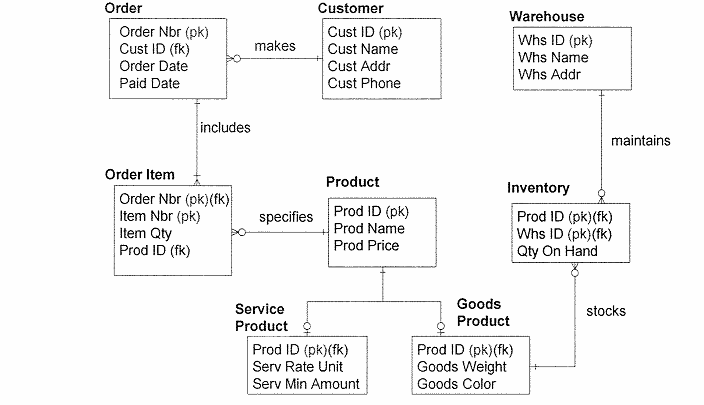 Order
Order Nbr (pk)
Cust ID (fk)
Order Date
Paid Date
makes
Customer
Cust ID (pk)
Cust Name
Cust Addr
Cust Phone
Warehouse
Whs ID (pk)
Whs Name
Whs Addr
includes
maintains
Order Item
Order Nbr (pk)(fk)
Item Nbr (pk)
Item Qty
Prod ID (fk)
specifies
Product
Prod ID (pk)
Prod Name
Prod Price
Inventory
Prod ID (pk)(fk)
Whs ID (pk)(fk)
Qty On Hand
Service
Product
Prod ID (pk)(fk)
Serv Rate Unit
Serv Min Amount
Goods
Product
Prod ID (pk)(fk)
Goods Weight
Goods Color
stocks